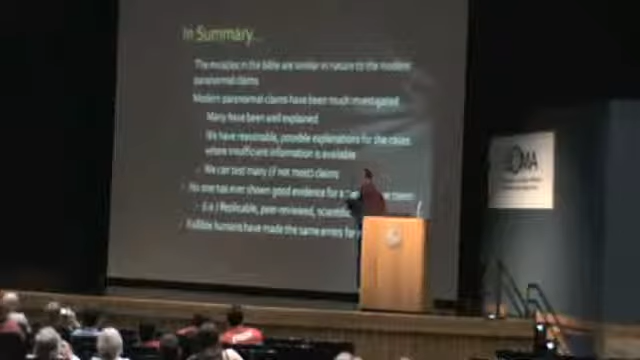 In Summary...
The miracles in the Bible are similar in nature to the modern
paranormal claims
Modern paranormal claims have been much investigated
Many have been well explained
We have reasonable, possible explanations for the cases
where insufficient information is available
We can test many (if not most) claims
No one has ever shown good evidence for a
(i.e.) Replicable, peer-reviewed,
Fallible humans have made the same errors for
OMA